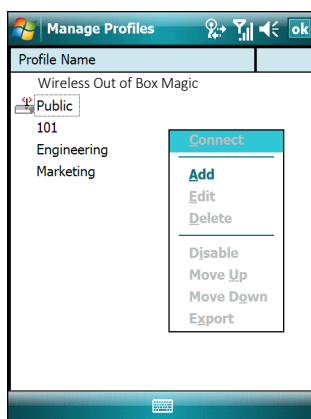 Manage Profiles ok
Profile Name
Wireless Out of Box Magic
Public
101
Engineering
Marketing
Connect
Add
Edit
Delete
Disable
Move Up
Move Down
Export